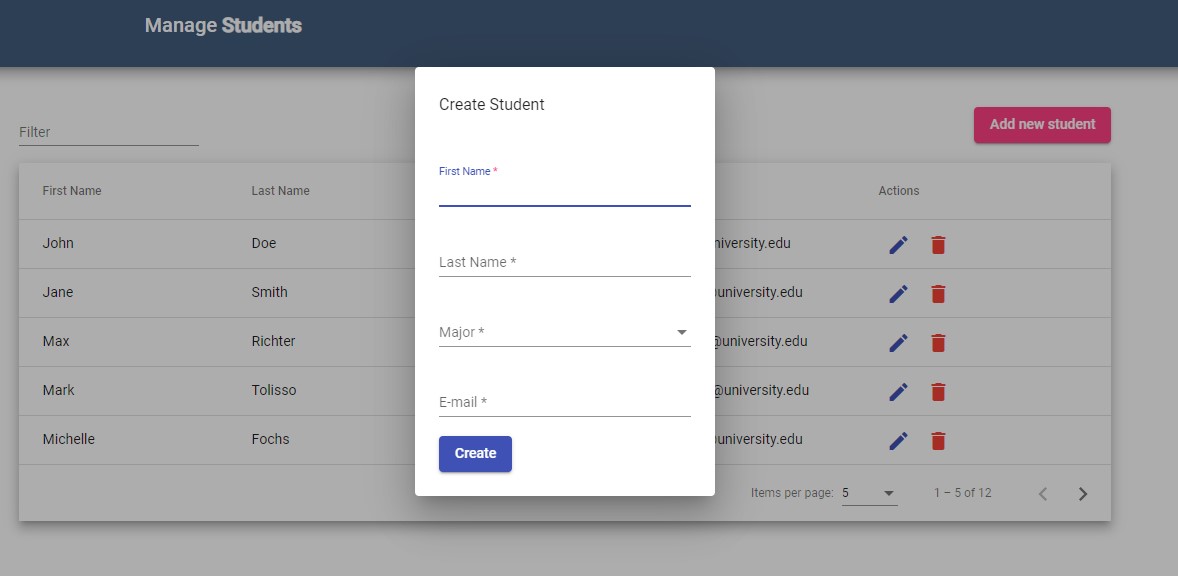 Manage Students
Create Student
Filter
Add new student
First Name *
First Name Last Name Actions
John Doe niversity.edu
Last Name *
Jane Smith university.edu
Max Richter @university.edu
Major *
Mark Tolisso @university.edu
E-mail *
Michelle Fochs university.edu
Create
Items per page: 5 1 – 5 of 12